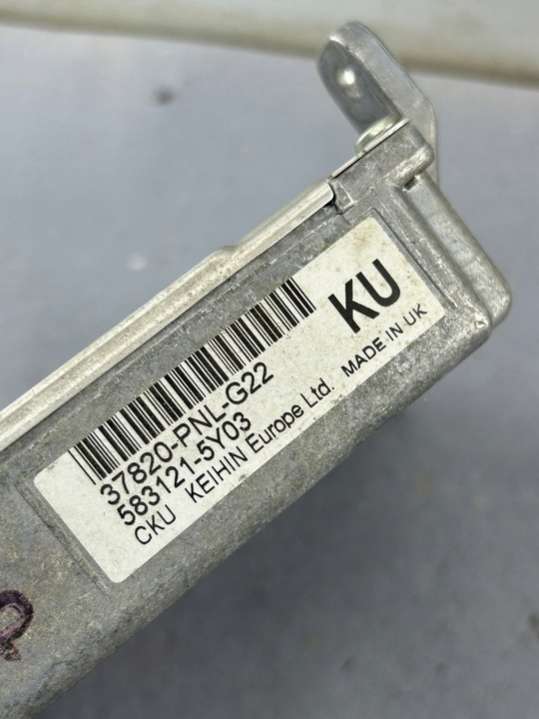 KU
37820-PNL-G22
583121-5Y03
CKU KEIHIN Europe Ltd. MADE IN UK